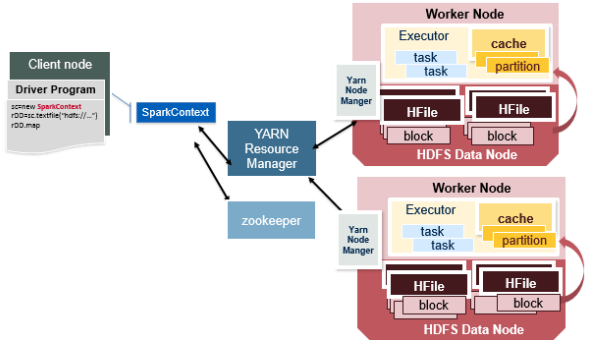 Client node
Driver Program
sc=new SparkContext
rDD=sc.textfile("hdfs://…")
rDD.map
SparkContext
YARN
Resource
Manager
zookeeper
Worker Node
Executor
task
task
cache
partition
Yarn
Node
Manger
HFile
HFile
block
block
HDFS Data Node
Worker Node
Executor
task
task
cache
partition
Yarn
Node
Manger
HFile
HFile
block
block
HDFS Data Node